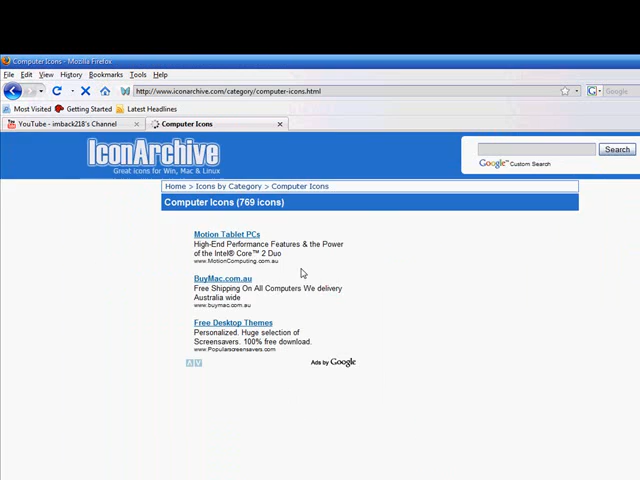 Computer Icons - Mozilla Firefox
File Edit View History Bookmarks Tools Help
http://www.iconarchive.com/category/computer-icons.html
Google
Most Visited Getting Started Latest Headlines
YouTube - imback218's Channel
Computer Icons
IconArchive
Great icons for Win, Mac & Linux
Search
Google™ Custom Search
Home > Icons by Category > Computer Icons
Computer Icons (769 icons)
Motion Tablet PCs
High-End Performance Features & the Power
of the Intel® Core™ 2 Duo
www.MotionComputing.com.au
BuyMac.com.au
Free Shipping On All Computers We delivery
Australia wide
www.buymac.com.au
Free Desktop Themes
Personalized. Huge selection of
Screensavers. 100% free download.
www.Popularscreensavers.com
Ads by Google